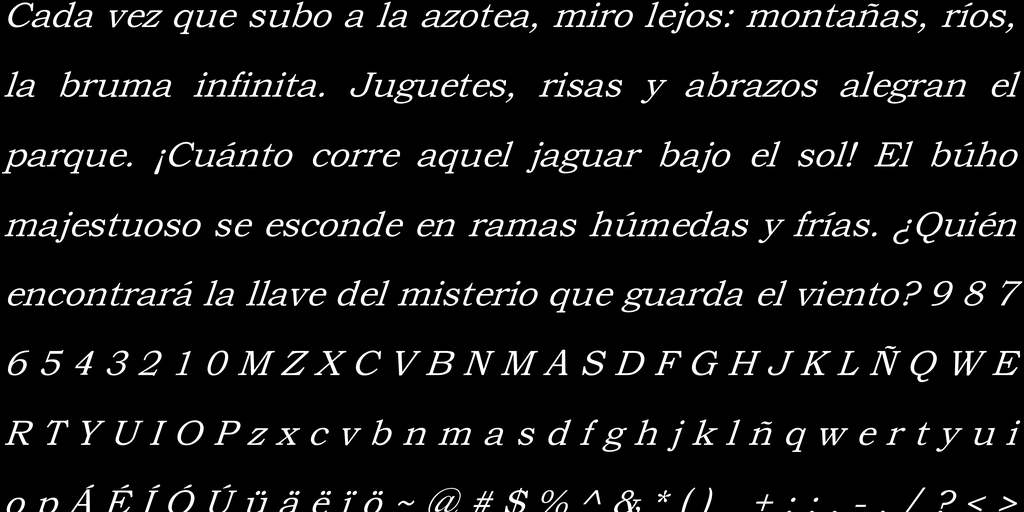 Cada vez que subo a la azotea, miro lejos: montañas, ríos,
la bruma infinita. Juguetes, risas y abrazos alegran el
parque. ¡Cuánto corre aquel jaguar bajo el sol! El búho
majestuoso se esconde en ramas húmedas y frías. ¿Quién
encontrará la llave del misterio que guarda el viento? 9 8 7
6 5 4 3 2 1 0 M Z X C V B N M A S D F G H J K L Ñ Q W E
R T Y U I O P z x c v b n m a s d f g h j k l ñ q w e r t y u i
o p Á É Í Ó Ú ü ä ë ï ö ~ @ # $ % ^ & * ( ) _ + : ; . - , / ? < >